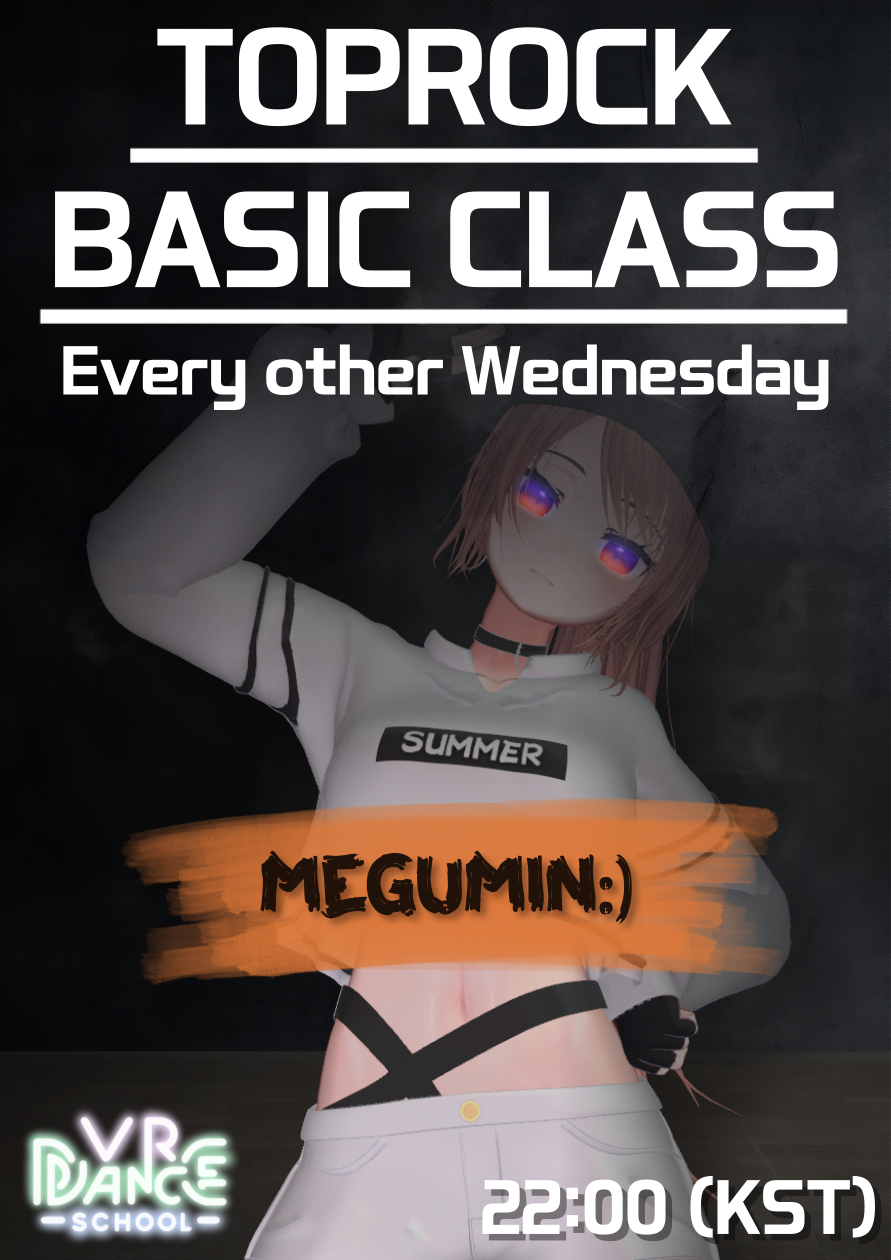 TOPROCK
BASIC CLASS
Every other Wednesday
SUMMER
MEGUMIN:)
VR
DANCE
SCHOOL
22:00 (KST)